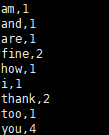 am,1
and,1
are,1
fine,2
how,1
i,1
thank,2
too,1
you,4